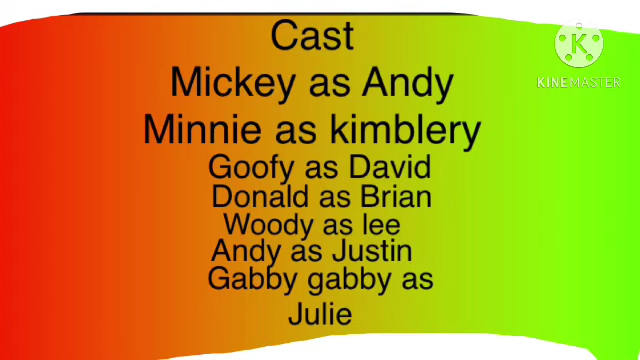 Cast
KINEMASTER
Mickey as Andy
Minnie as kimblery
Goofy as David
Donald as Brian
Woody as lee
Andy as Justin
Gabby gabby as
Julie